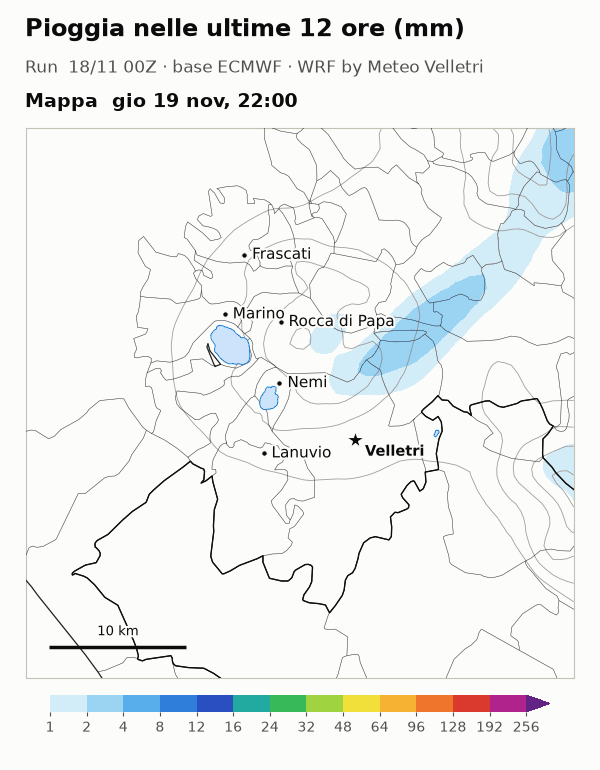 Pioggia nelle ultime 12 ore (mm)
Run  18/11 00Z · base ECMWF · WRF by Meteo Velletri
Mappa  gio 19 nov, 22:00
Frascati
Marino
Rocca di Papa
Nemi
Velletri
Lanuvio
10 km
1 2 4 8 12 16 24 32 48 64 96 128 192 256